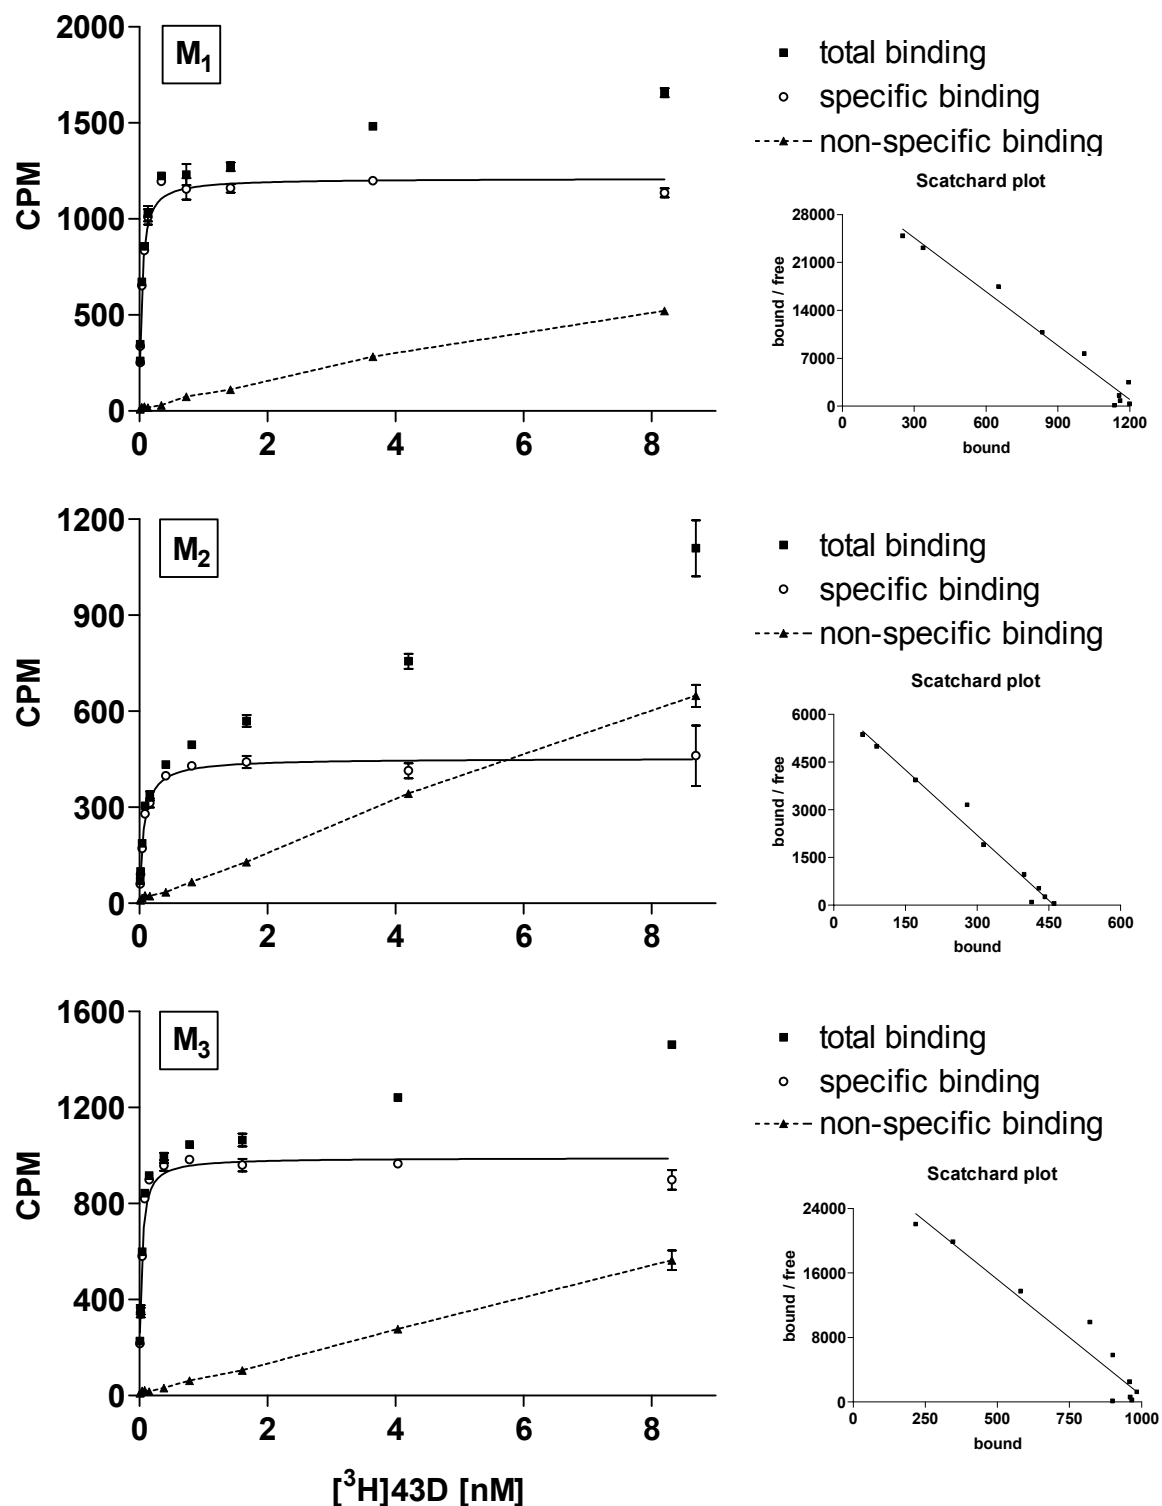 M1
CPM
2000
1500
1000
500
0
0 2 4 6 8
total binding
specific binding
non-specific binding
Scatchard plot
bound / free
28000
21000
14000
7000
0
0 300 600 900 1200
bound
M2
CPM
1200
900
600
300
0
0 2 4 6 8
total binding
specific binding
non-specific binding
Scatchard plot
bound / free
6000
4500
3000
1500
0
0 150 300 450 600
bound
M3
CPM
1600
1200
800
400
0
0 2 4 6 8
[³H]43D [nM]
total binding
specific binding
non-specific binding
Scatchard plot
bound / free
24000
16000
8000
0
0 250 500 750 1000
bound